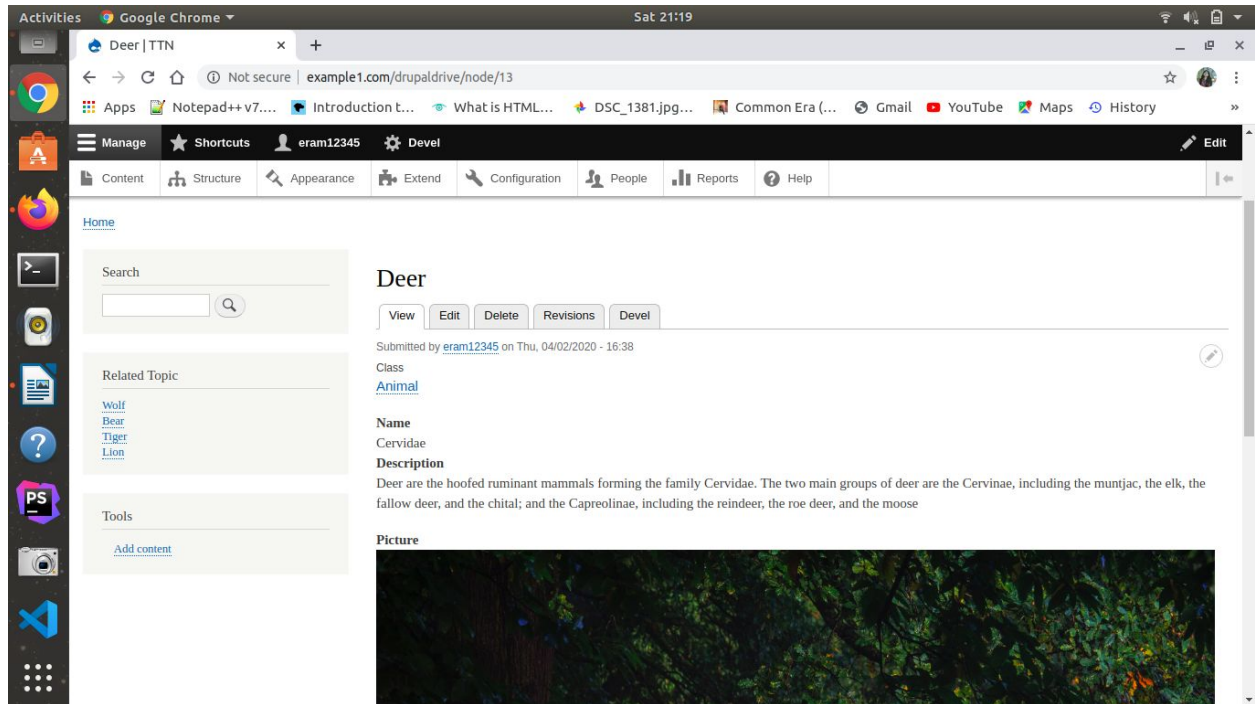 Activities Google Chrome ▾ Sat 21:19
Deer | TTN × +
Not secure | example1.com/drupaldrive/node/13
Apps Notepad++ v7.... Introduction t... What is HTML... DSC_1381.jpg... Common Era (... Gmail YouTube Maps History »
Manage Shortcuts eram12345 Devel Edit
Content Structure Appearance Extend Configuration People Reports Help
Home
Search
Related Topic
Wolf
Bear
Tiger
Lion
Tools
Add content
Deer
View Edit Delete Revisions Devel
Submitted by eram12345 on Thu, 04/02/2020 - 16:38
Class
Animal
Name
Cervidae
Description
Deer are the hoofed ruminant mammals forming the family Cervidae. The two main groups of deer are the Cervinae, including the muntjac, the elk, the
fallow deer, and the chital; and the Capreolinae, including the reindeer, the roe deer, and the moose
Picture
PS